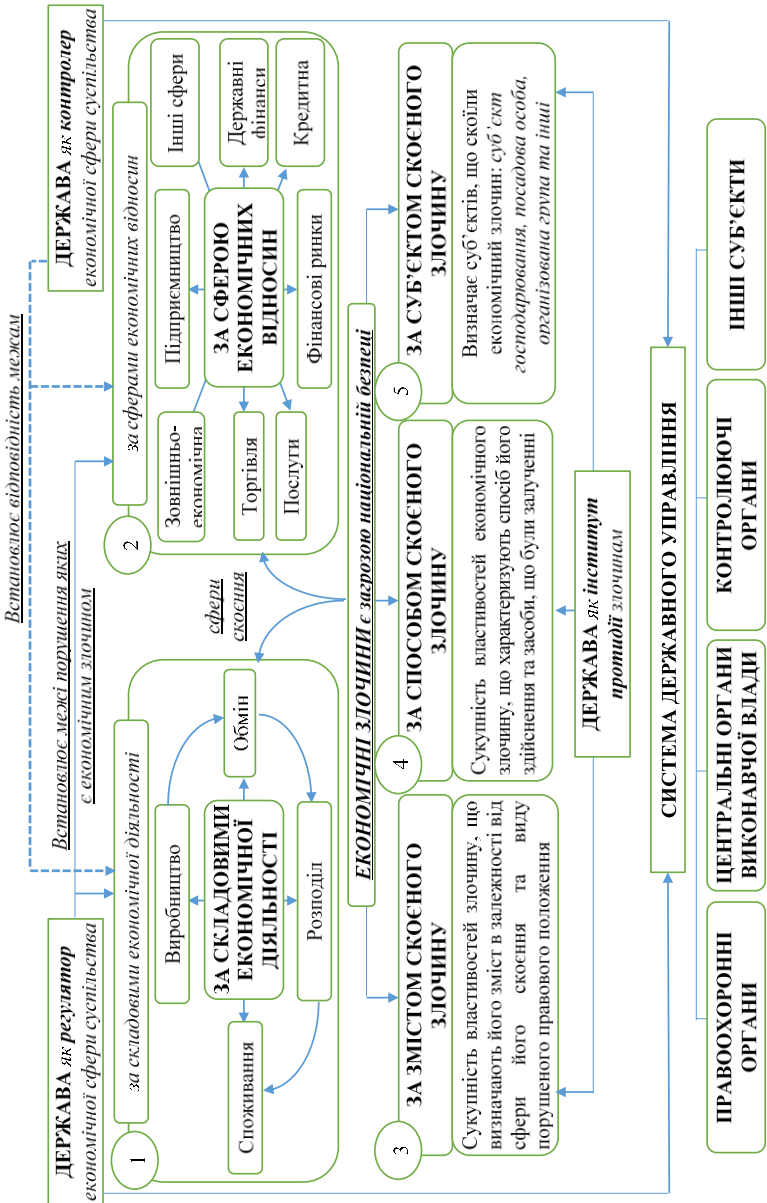 Встановлює відповідність межам
ДЕРЖАВА як регулятор
економічної сфери суспільства
Встановлює межі порушення яких
є економічним злочином
ДЕРЖАВА як контролер
економічної сфери суспільства
1
за складовими економічної діяльності
Виробництво
Споживання
ЗА СКЛАДОВИМИ
ЕКОНОМІЧНОЇ
ДІЯЛЬНОСТІ
Обмін
Розподіл
сфери
скоєння
2
за сферами економічних відносин
Зовнішньо-
економічна
Підприємництво
Інші сфери
Торгівля
ЗА СФЕРОЮ
ЕКОНОМІЧНИХ
ВІДНОСИН
Державні
фінанси
Послуги
Фінансові ринки
Кредитна
ЕКОНОМІЧНІ ЗЛОЧИНИ є загрозою національній безпеці
3
ЗА ЗМІСТОМ СКОЄНОГО
ЗЛОЧИНУ
Сукупність властивостей злочину, що
визначають його зміст в залежності від
сфери його скоєння та виду
порушеного правового положення
4
ЗА СПОСОБОМ СКОЄНОГО
ЗЛОЧИНУ
Сукупність властивостей економічного
злочину, що характеризують спосіб його
здійснення та засоби, що були залученні
5
ЗА СУБ’ЄКТОМ СКОЄНОГО
ЗЛОЧИНУ
Визначає суб’єктів, що скоїли
економічний злочин: суб’єкт
господарювання, посадова особа,
організована група та інші
ДЕРЖАВА як інститут
протидії злочинам
СИСТЕМА ДЕРЖАВНОГО УПРАВЛІННЯ
ПРАВООХОРОННІ
ОРГАНИ
ЦЕНТРАЛЬНІ ОРГАНИ
ВИКОНАВЧОЇ ВЛАДИ
КОНТРОЛЮЮЧІ
ОРГАНИ
ІНШІ СУБ’ЄКТИ